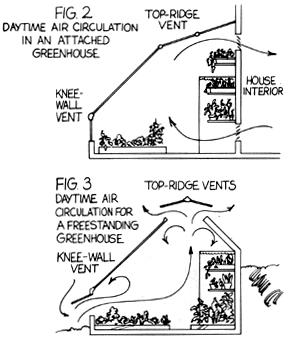 FIG. 2
DAYTIME AIR CIRCULATION
IN AN ATTACHED
GREENHOUSE
TOP-RIDGE
VENT
KNEE-
WALL
VENT
HOUSE
INTERIOR
FIG. 3
DAYTIME AIR
CIRCULATION FOR
A FREESTANDING
GREENHOUSE
TOP-RIDGE VENTS
KNEE-WALL
VENT